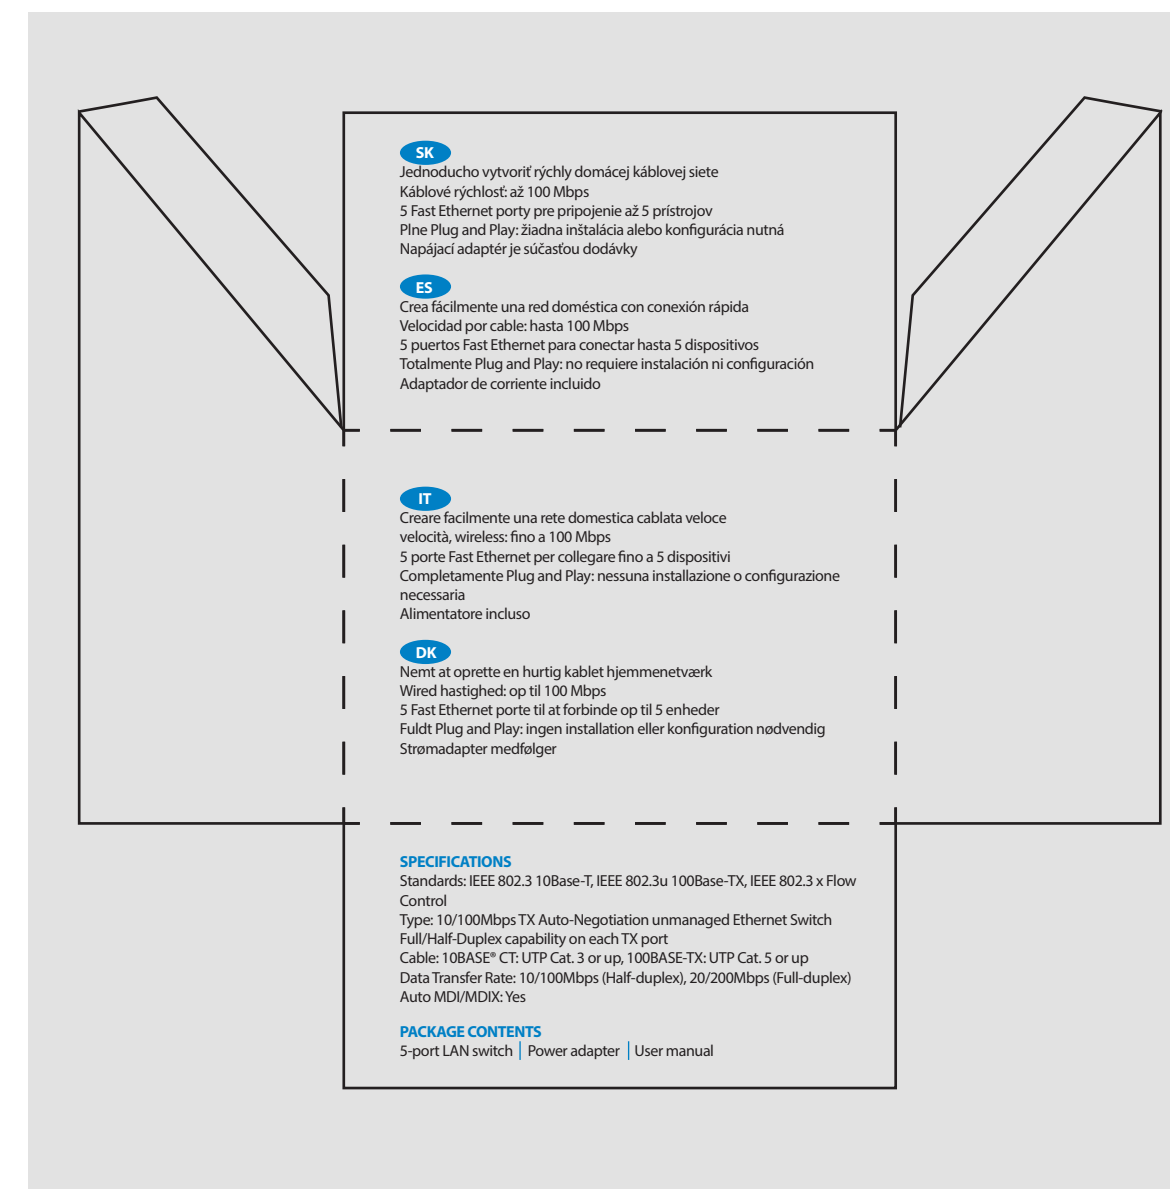 SK
Jednoducho vytvoriť rýchly domácej káblovej siete
Káblové rýchlosť: až 100 Mbps
5 Fast Ethernet porty pre pripojenie až 5 prístrojov
Plne Plug and Play: žiadna inštalácia alebo konfigurácia nutná
Napájací adaptér je súčasťou dodávky
ES
Crea fácilmente una red doméstica con conexión rápida
Velocidad por cable: hasta 100 Mbps
5 puertos Fast Ethernet para conectar hasta 5 dispositivos
Totalmente Plug and Play: no requiere instalación ni configuración
Adaptador de corriente incluido
IT
Creare facilmente una rete domestica cablata veloce
velocità, wireless: fino a 100 Mbps
5 porte Fast Ethernet per collegare fino a 5 dispositivi
Completamente Plug and Play: nessuna installazione o configurazione
necessaria
Alimentatore incluso
DK
Nemt at oprette en hurtig kablet hjemmenetværk
Wired hastighed: op til 100 Mbps
5 Fast Ethernet porte til at forbinde op til 5 enheder
Fuldt Plug and Play: ingen installation eller konfiguration nødvendig
Strømadapter medfølger
SPECIFICATIONS
Standards: IEEE 802.3 10Base-T, IEEE 802.3u 100Base-TX, IEEE 802.3 x Flow
Control
Type: 10/100Mbps TX Auto-Negotiation unmanaged Ethernet Switch
Full/Half-Duplex capability on each TX port
Cable: 10BASE® CT: UTP Cat. 3 or up, 100BASE-TX: UTP Cat. 5 or up
Data Transfer Rate: 10/100Mbps (Half-duplex), 20/200Mbps (Full-duplex)
Auto MDI/MDIX: Yes
PACKAGE CONTENTS
5-port LAN switch | Power adapter | User manual